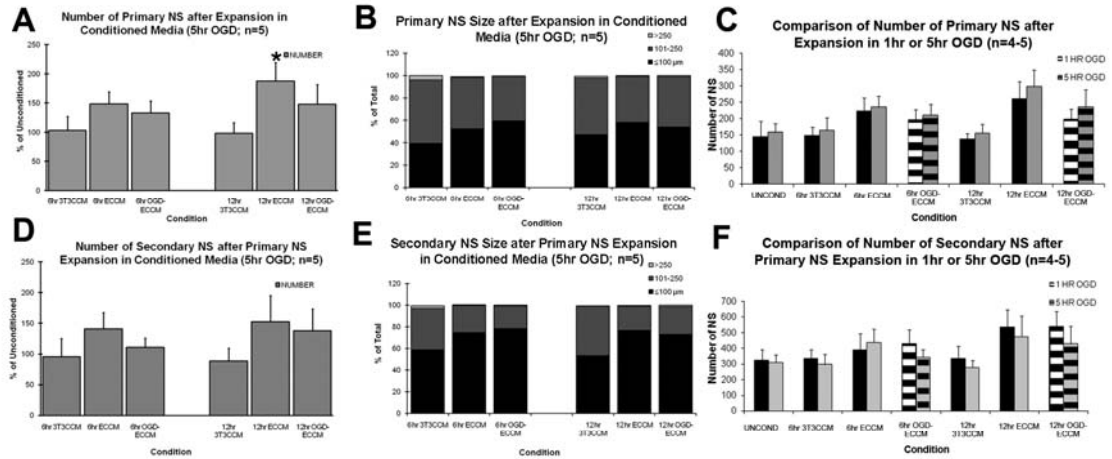 A
Number of Primary NS after Expansion in
Conditioned Media (5hr OGD; n=5)
NUMBER
*
% of Unconditioned
250
200
150
100
50
0
6hr 3T3CCM
6hr ECCM
6hr OGD-
ECCM
12hr
3T3CCM
12hr ECCM
12hr OGD-
ECCM
Condition
B
Primary NS Size after Expansion in Conditioned
Media (5hr OGD; n=5)
>250
101-250
≤100 µm
% of Total
120
100
80
60
40
20
0
6hr 3T3CCM
6hr ECCM
6hr OGD-
ECCM
12hr
3T3CCM
12hr ECCM
12hr OGD-
ECCM
Condition
C
Comparison of Number of Primary NS after
Expansion in 1hr or 5hr OGD (n=4-5)
1 HR OGD
5 HR OGD
Number of NS
400
350
300
250
200
150
100
50
0
UNCOND
6hr 3T3CCM
6hr ECCM
6hr OGD-
ECCM
12hr
3T3CCM
12hr ECCM
12hr OGD-
ECCM
Condition
D
Number of Secondary NS after Primary NS
Expansion in Conditioned Media (5hr OGD; n=5)
NUMBER
% of Unconditioned
250
200
150
100
50
0
6hr 3T3CCM
6hr ECCM
6hr OGD-
ECCM
12hr
3T3CCM
12hr ECCM
12hr OGD-
ECCM
Condition
E
Secondary NS Size ater Primary NS Expansion
in Conditioned Media (5hr OGD; n=5)
>250
101-250
≤100 µm
% of Total
120
100
80
60
40
20
0
6hr 3T3CCM
6hr ECCM
6hr OGD-
ECCM
12hr
3T3CCM
12hr ECCM
12hr OGD-
ECCM
Condition
F
Comparison of Number of Secondary NS after
Primary NS Expansion in 1hr or 5hr OGD (n=4-5)
1 HR OGD
5 HR OGD
Number of NS
700
600
500
400
300
200
100
0
UNCOND
6hr 3T3CCM
6hr ECCM
6hr OGD-
ECCM
12hr
3T3CCM
12hr ECCM
12hr OGD-
ECCM
Condition